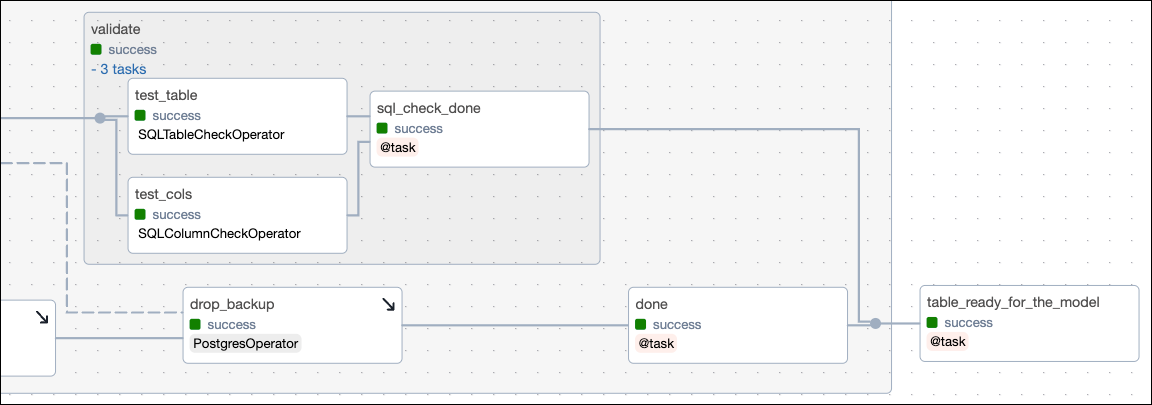 validate
success
- 3 tasks
test_table
success
SQLTableCheckOperator
sql_check_done
success
@task
test_cols
success
SQLColumnCheckOperator
drop_backup
success
PostgresOperator
done
success
@task
table_ready_for_the_model
success
@task